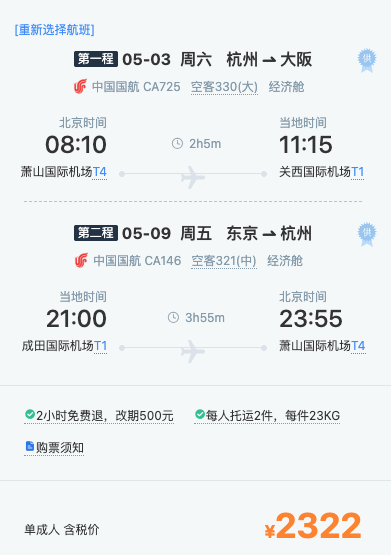 [重新选择航班]
第一程 05-03 周六 杭州 ⇀ 大阪
供
中国国航 CA725 空客330(大) 经济舱
北京时间 当地时间
08:10 2h5m 11:15
萧山国际机场T4 关西国际机场T1
第二程 05-09 周五 东京 ⇀ 杭州
供
中国国航 CA146 空客321(中) 经济舱
当地时间 北京时间
21:00 3h55m 23:55
成田国际机场T1 萧山国际机场T4
2小时免费退，改期500元 每人托运2件，每件23KG
购票须知
单成人 含税价 ¥2322